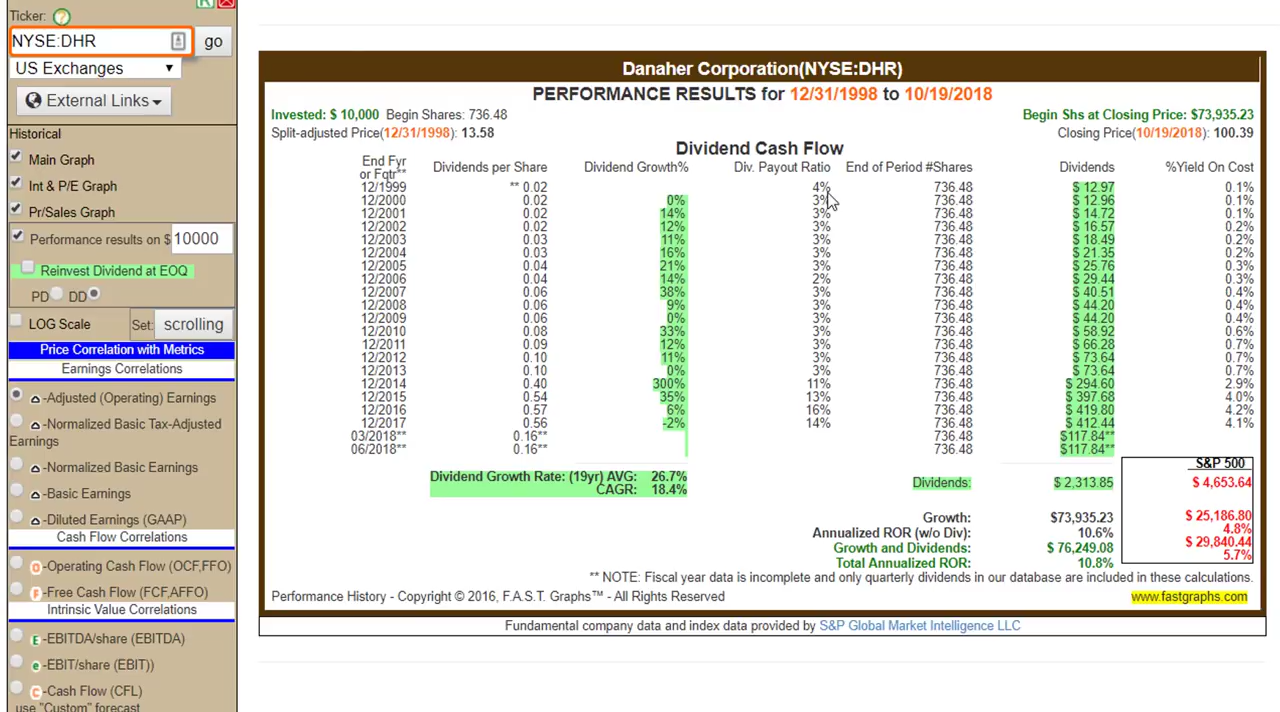 Ticker: ?
NYSE:DHR go
US Exchanges
External Links
Historical
Main Graph
Int & P/E Graph
Pr/Sales Graph
Performance results on $ 10000
Reinvest Dividend at EOQ
PD DD
LOG Scale Set: scrolling
Price Correlation with Metrics
Earnings Correlations
-Adjusted (Operating) Earnings
-Normalized Basic Tax-Adjusted
Earnings
-Normalized Basic Earnings
-Basic Earnings
-Diluted Earnings (GAAP)
Cash Flow Correlations
O -Operating Cash Flow (OCF,FFO)
F -Free Cash Flow (FCF,AFFO)
Intrinsic Value Correlations
E -EBITDA/share (EBITDA)
e -EBIT/share (EBIT))
C -Cash Flow (CFL)
use "Custom" forecast
Danaher Corporation(NYSE:DHR)
PERFORMANCE RESULTS for 12/31/1998 to 10/19/2018
Invested: $ 10,000 Begin Shares: 736.48 Begin Shs at Closing Price: $73,935.23
Split-adjusted Price(12/31/1998): 13.58 Closing Price(10/19/2018): 100.39
Dividend Cash Flow
End Fyr
or Fqtr** Dividends per Share Dividend Growth% Div. Payout Ratio End of Period #Shares Dividends %Yield On Cost
12/1999 ** 0.02 4% 736.48 $ 12.97 0.1%
12/2000 0.02 0% 3% 736.48 $ 12.96 0.1%
12/2001 0.02 14% 3% 736.48 $ 14.72 0.1%
12/2002 0.02 12% 3% 736.48 $ 16.57 0.2%
12/2003 0.03 11% 3% 736.48 $ 18.49 0.2%
12/2004 0.03 16% 3% 736.48 $ 21.35 0.2%
12/2005 0.04 21% 3% 736.48 $ 25.76 0.3%
12/2006 0.04 14% 2% 736.48 $ 29.44 0.3%
12/2007 0.06 38% 3% 736.48 $ 40.51 0.4%
12/2008 0.06 9% 3% 736.48 $ 44.20 0.4%
12/2009 0.06 0% 3% 736.48 $ 44.20 0.4%
12/2010 0.08 33% 3% 736.48 $ 58.92 0.6%
12/2011 0.09 12% 3% 736.48 $ 66.28 0.7%
12/2012 0.10 11% 3% 736.48 $ 73.64 0.7%
12/2013 0.10 0% 3% 736.48 $ 73.64 0.7%
12/2014 0.40 300% 11% 736.48 $ 294.60 2.9%
12/2015 0.54 35% 13% 736.48 $ 397.68 4.0%
12/2016 0.57 6% 16% 736.48 $ 419.80 4.2%
12/2017 0.56 -2% 14% 736.48 $ 412.44 4.1%
03/2018** 0.16** 736.48 $117.84**
06/2018** 0.16** 736.48 $117.84**
S&P 500
Dividend Growth Rate: (19yr) AVG: 26.7% Dividends: $ 2,313.85 $ 4,653.64
CAGR: 18.4%
Growth: $73,935.23 $ 25,186.80
Annualized ROR (w/o Div) 10.6% 4.8%
Growth and Dividends: $ 76,249.08 $ 29,840.44
Total Annualized ROR: 10.8% 5.7%
** NOTE: Fiscal year data is incomplete and only quarterly dividends in our database are included in these calculations.
Performance History - Copyright © 2016, F.A.S.T. Graphs™ - All Rights Reserved www.fastgraphs.com
Fundamental company data and index data provided by S&P Global Market Intelligence LLC